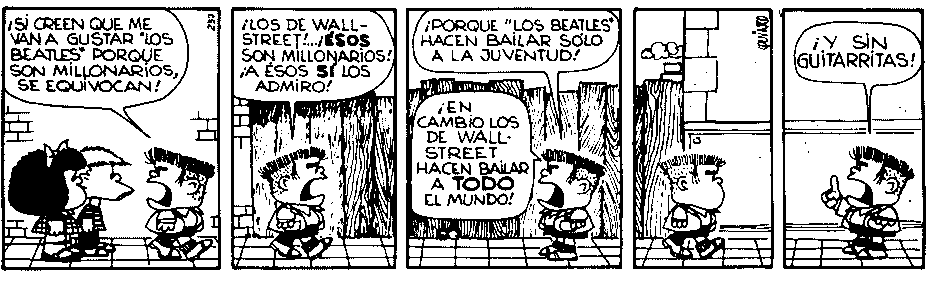 ¡SI CREEN QUE ME
VAN A GUSTAR "LOS
BEATLES" PORQUE
SON MILLONARIOS,
SE EQUIVOCAN!
¡LOS DE WALL-
STREET!...¡ÉSOS
SON MILLONARIOS!
¡A ÉSOS SÍ LOS
ADMIRO!
¡PORQUE "LOS BEATLES"
HACEN BAILAR SÓLO
A LA JUVENTUD!
¡EN
CAMBIO LOS
DE WALL-
STREET
HACEN BAILAR
A TODO
EL MUNDO!
QUINO
¡Y SIN
GUITARRITAS!